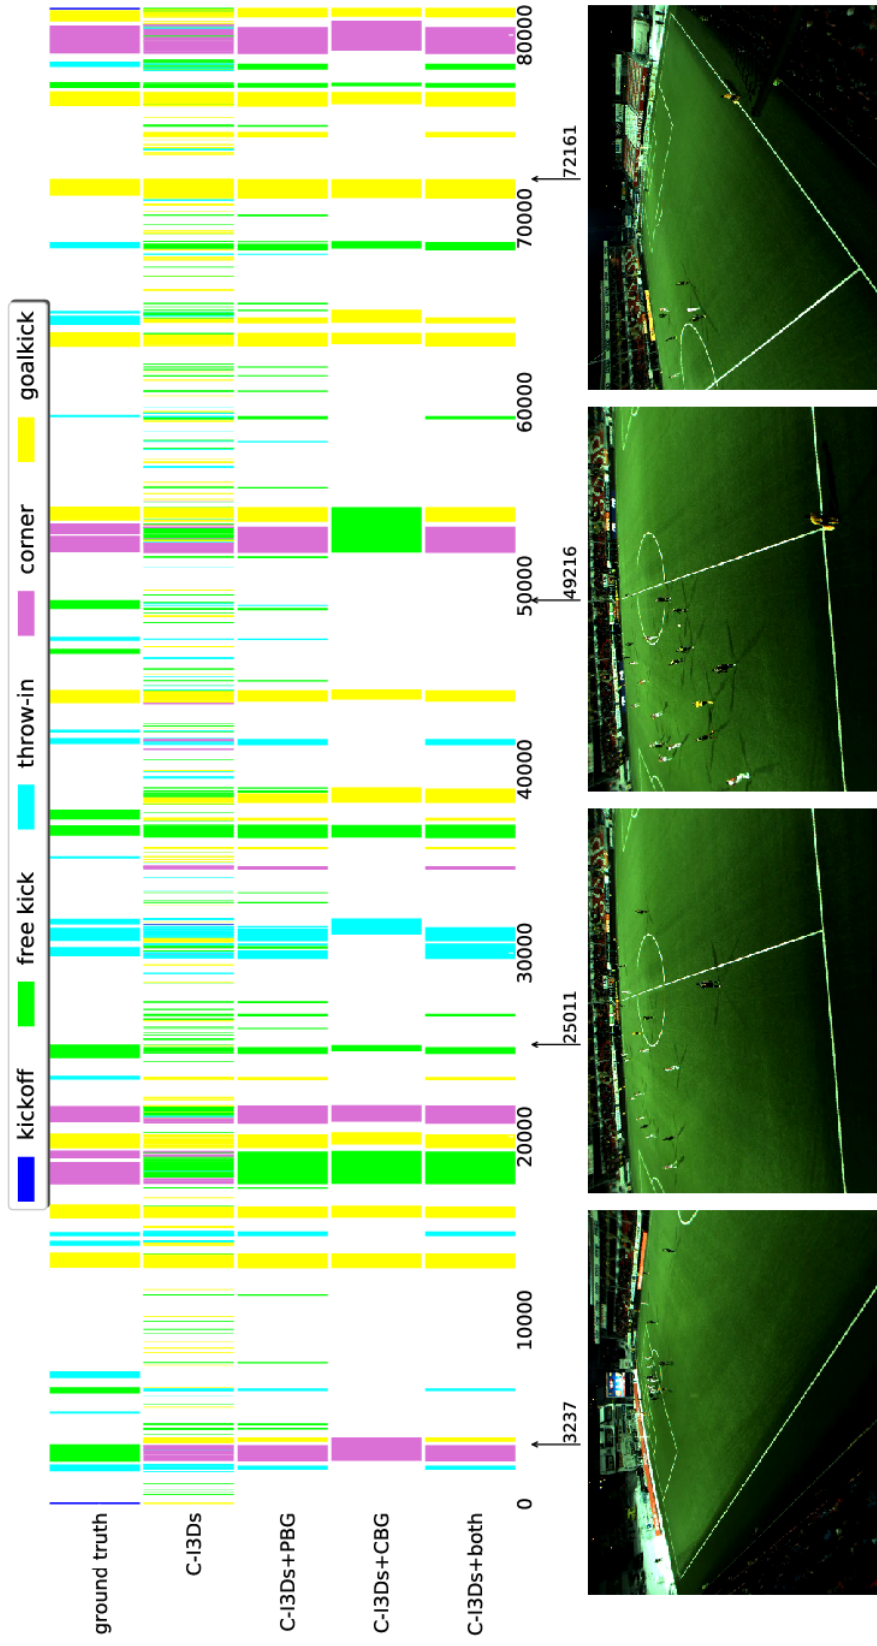 kickoff free kick throw-in corner goalkick
ground truth
C-I3Ds
C-I3Ds+PBG
C-I3Ds+CBG
C-I3Ds+both
0 10000 20000 30000 40000 50000 60000 70000 80000
3237 25011 49216 72161